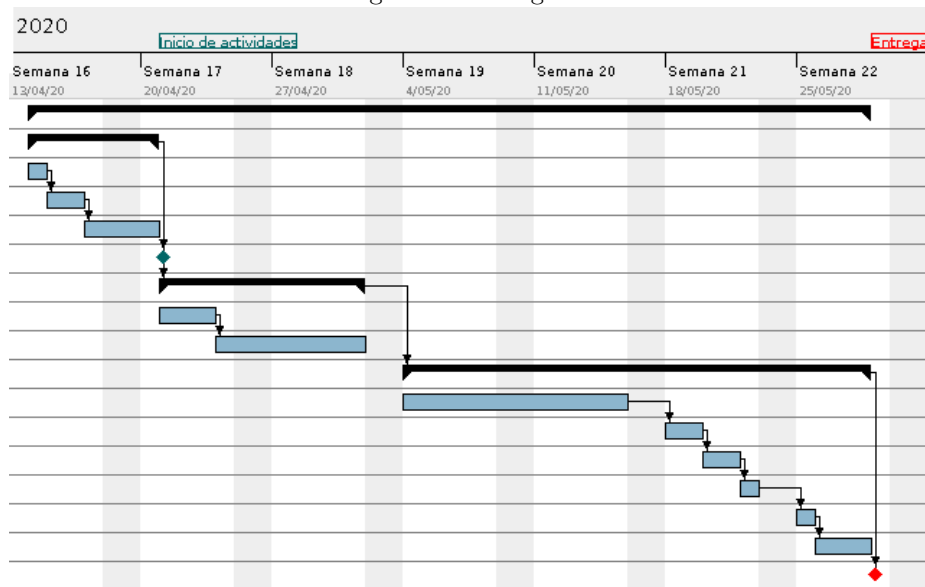 2020
Inicio de actividades
Entrega
Semana 16
Semana 17
Semana 18
Semana 19
Semana 20
Semana 21
Semana 22
13/04/20
20/04/20
27/04/20
4/05/20
11/05/20
18/05/20
25/05/20